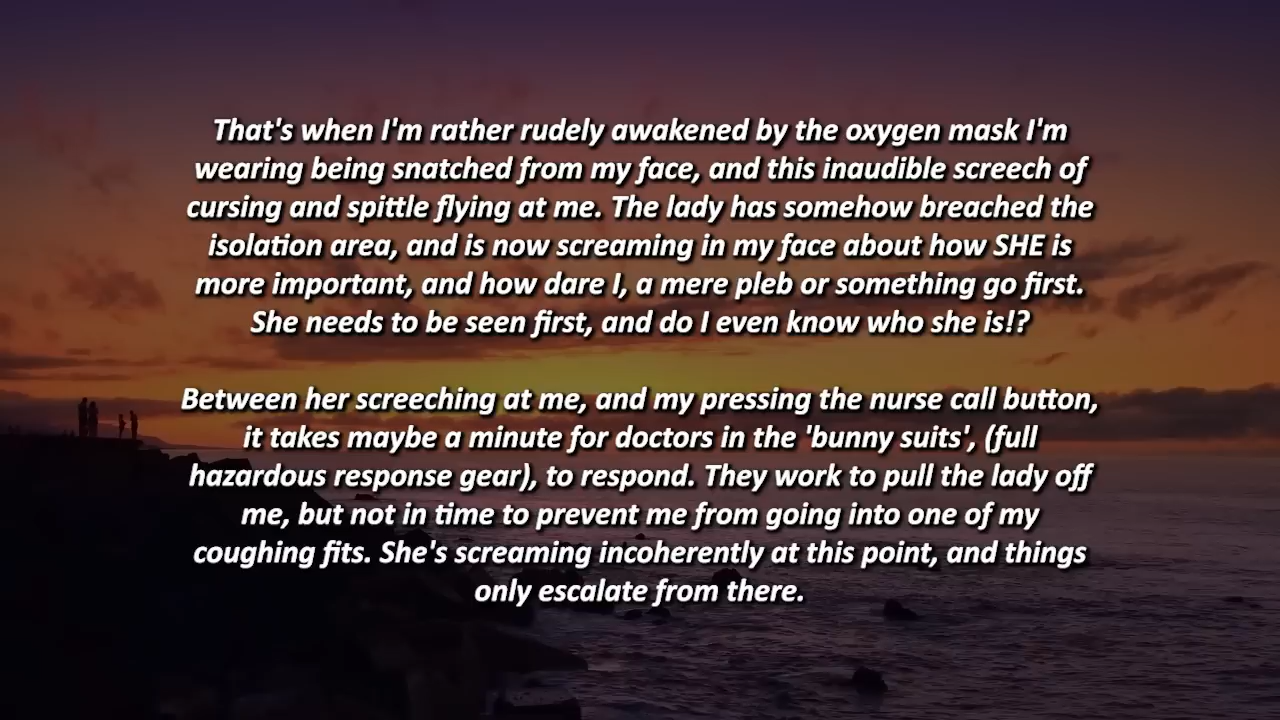 That's when I'm rather rudely awakened by the oxygen mask I'm
wearing being snatched from my face, and this inaudible screech of
cursing and spittle flying at me. The lady has somehow breached the
isolation area, and is now screaming in my face about how SHE is
more important, and how dare I, a mere pleb or something go first.
She needs to be seen first, and do I even know who she is!?
Between her screeching at me, and my pressing the nurse call button,
it takes maybe a minute for doctors in the 'bunny suits', (full
hazardous response gear), to respond. They work to pull the lady off
me, but not in time to prevent me from going into one of my
coughing fits. She's screaming incoherently at this point, and things
only escalate from there.